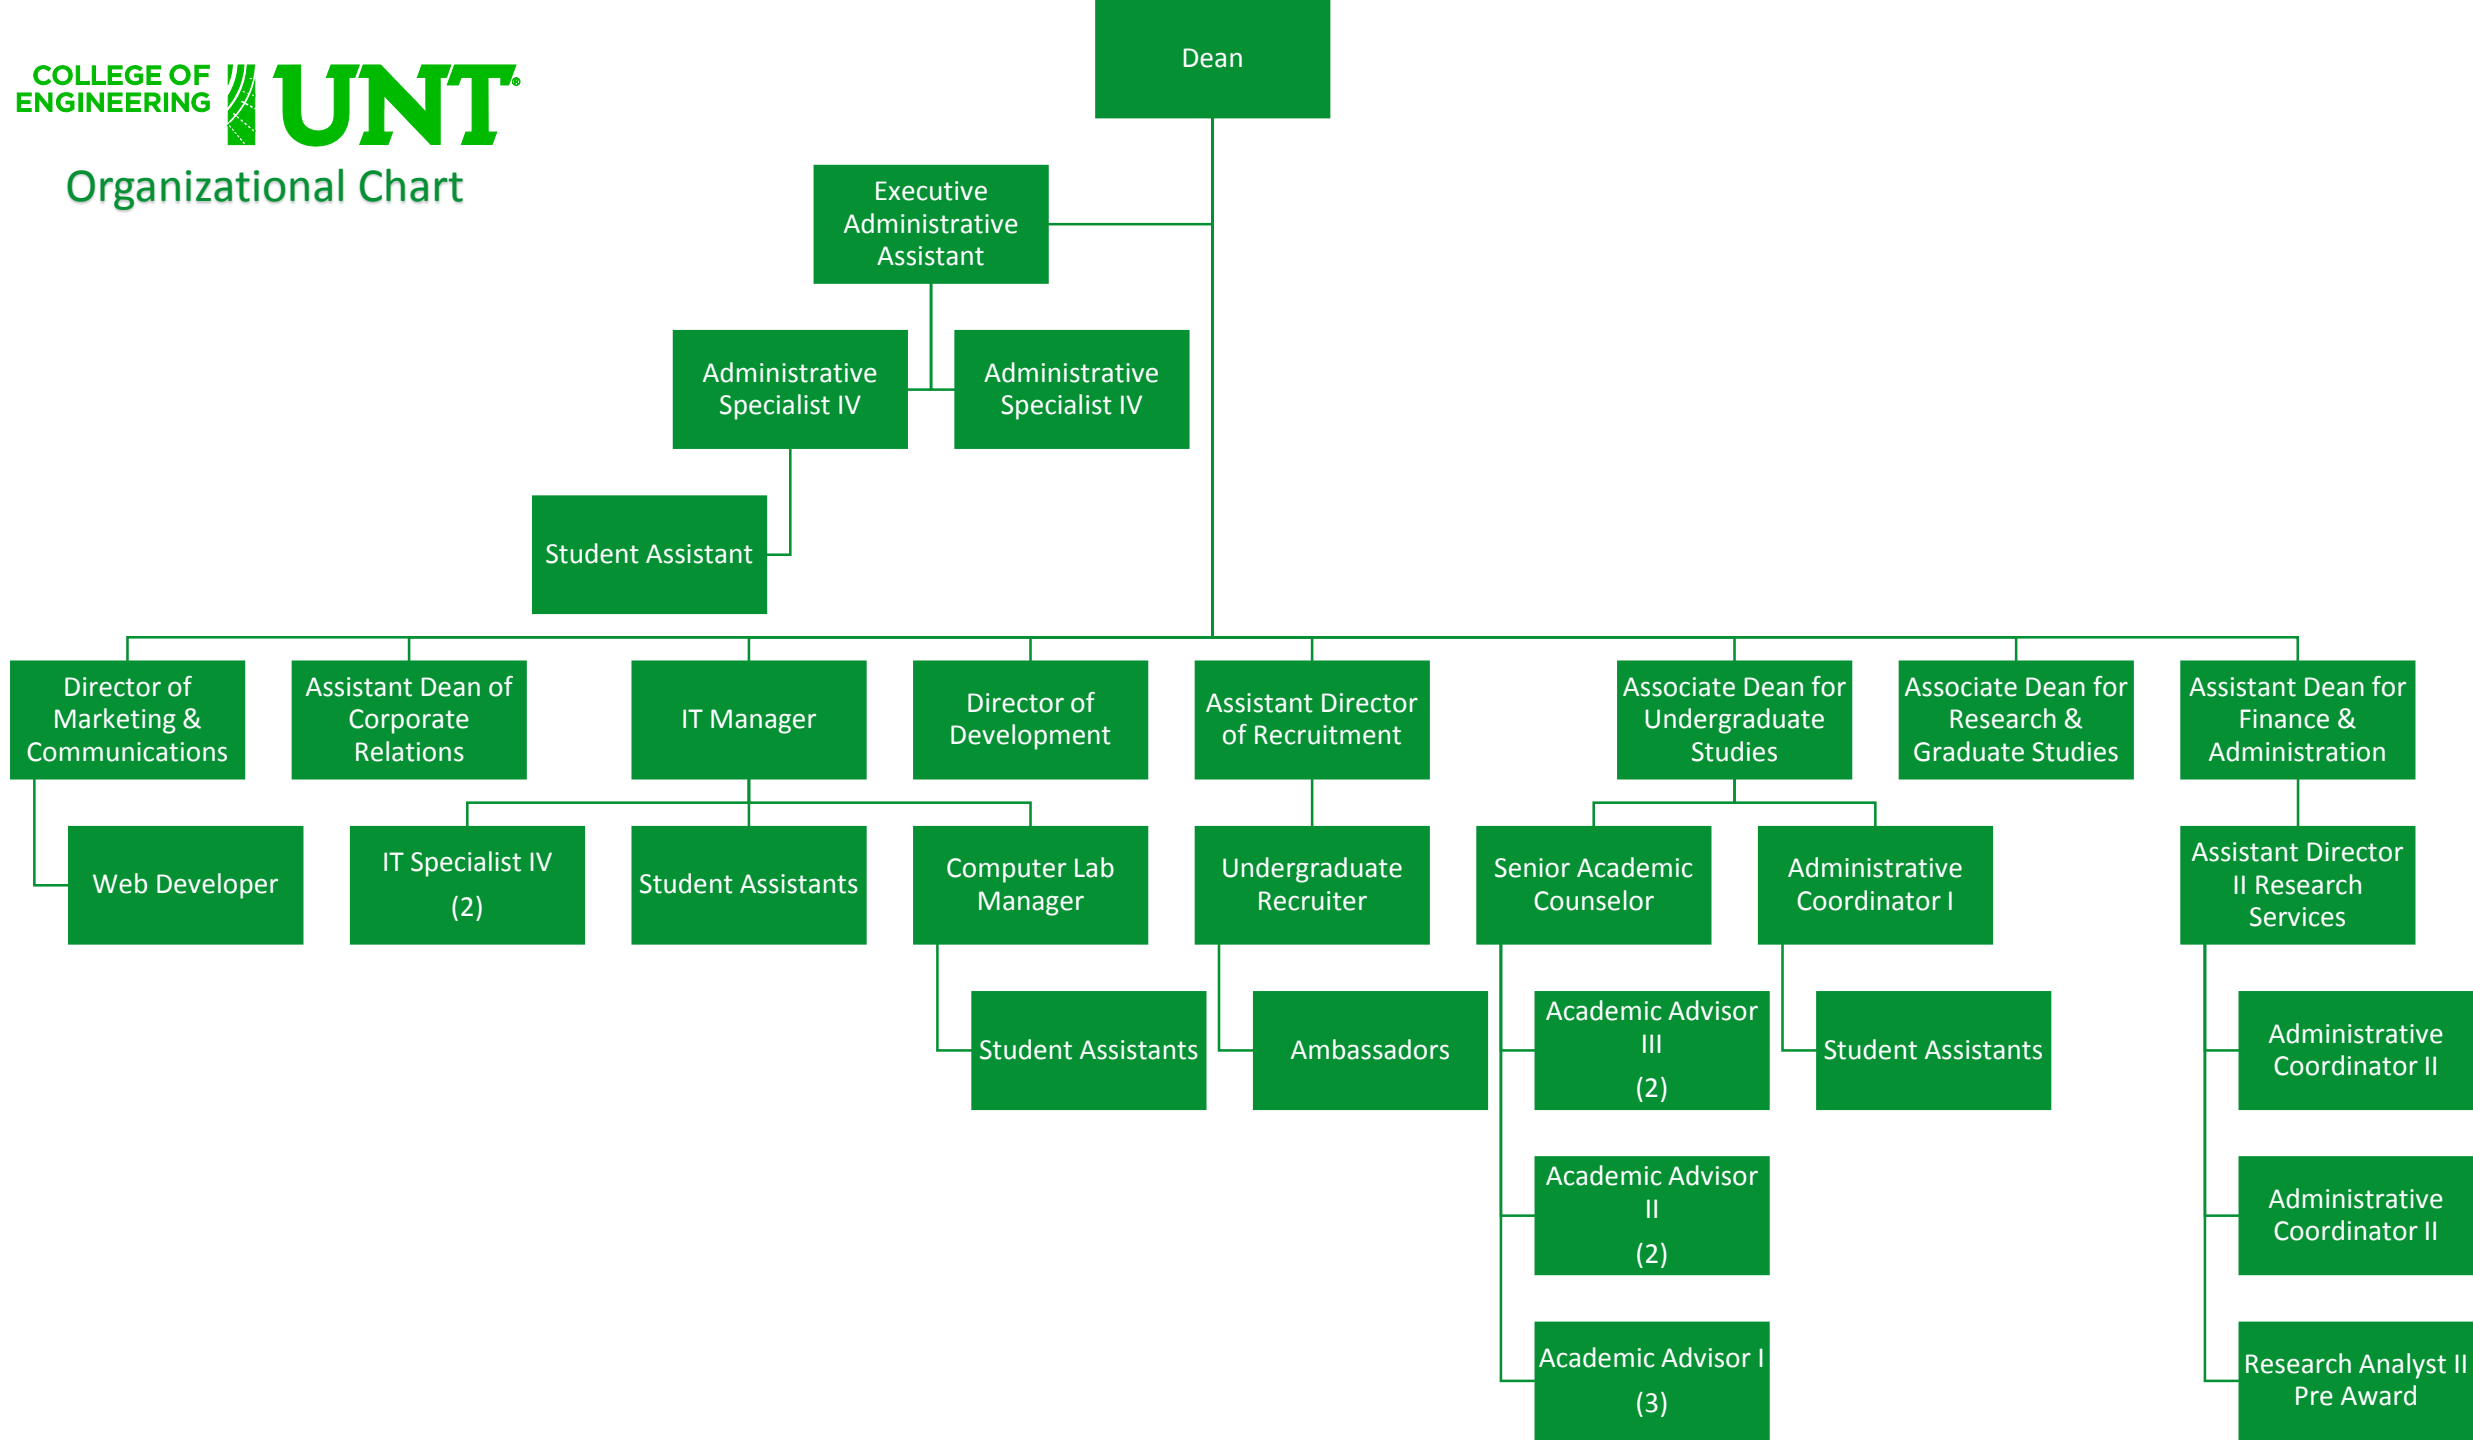 COLLEGE OF
ENGINEERING
UNT®
Organizational Chart
Dean
Executive
Administrative
Assistant
Administrative
Specialist IV
Administrative
Specialist IV
Student Assistant
Director of
Marketing &
Communications
Assistant Dean of
Corporate
Relations
IT Manager
Director of
Development
Assistant Director
of Recruitment
Associate Dean for
Undergraduate
Studies
Associate Dean for
Research &
Graduate Studies
Assistant Dean for
Finance &
Administration
Web Developer
IT Specialist IV
(2)
Student Assistants
Computer Lab
Manager
Undergraduate
Recruiter
Senior Academic
Counselor
Administrative
Coordinator I
Assistant Director
II Research
Services
Student Assistants
Ambassadors
Academic Advisor
III
(2)
Student Assistants
Administrative
Coordinator II
Academic Advisor
II
(2)
Administrative
Coordinator II
Academic Advisor I
(3)
Research Analyst II
Pre Award